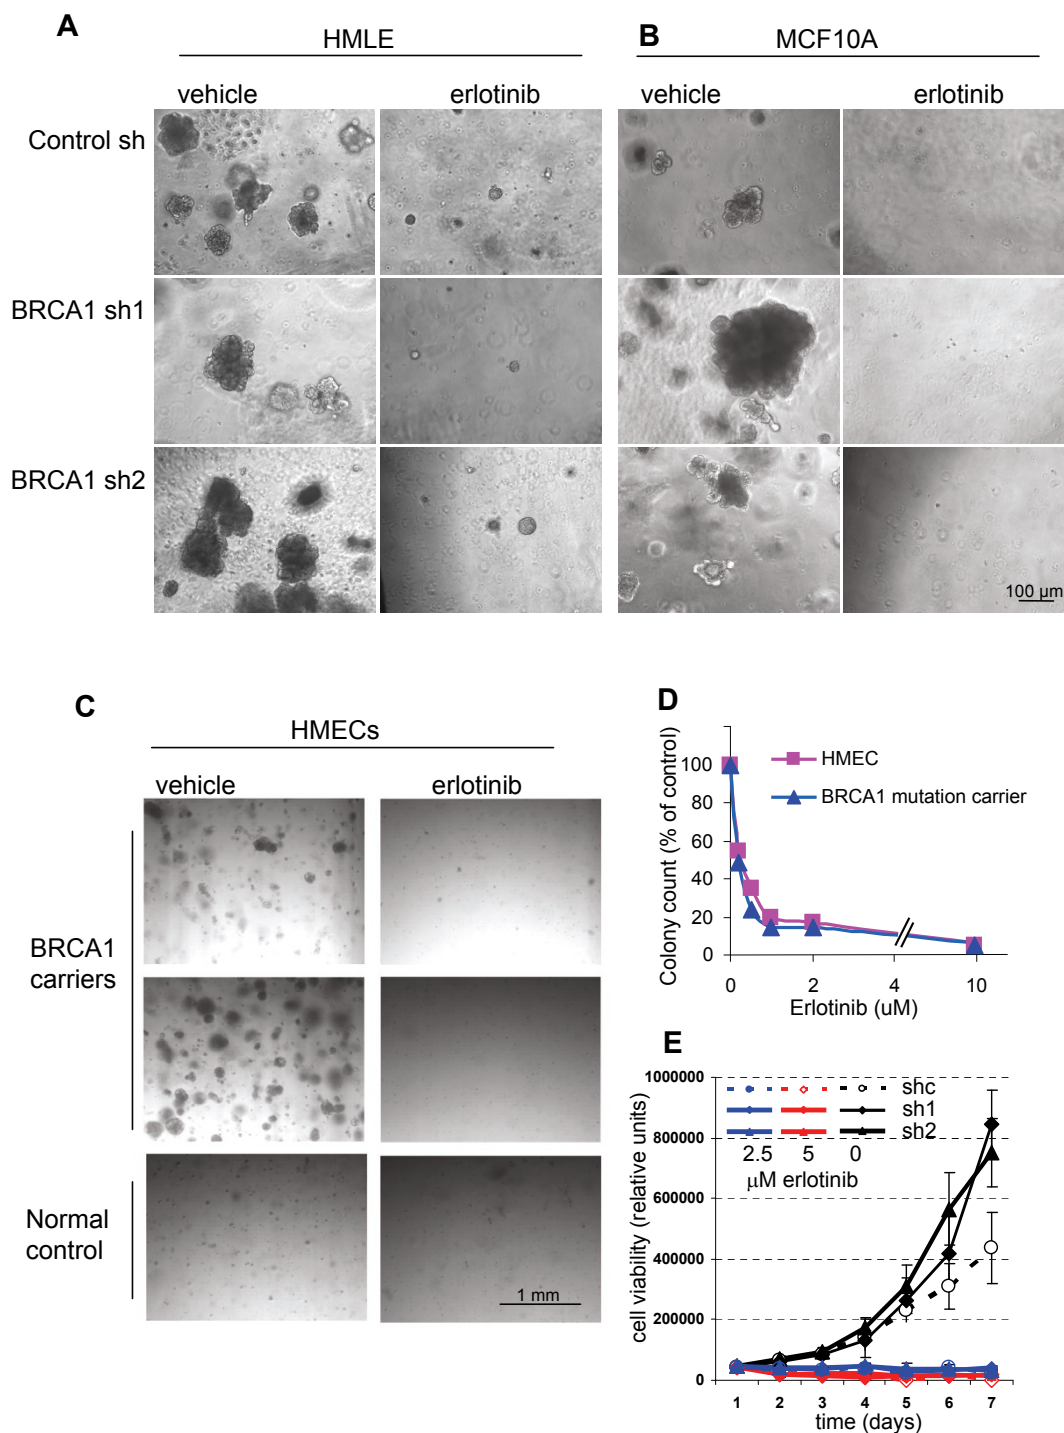 A
HMLE
B
MCF10A
vehicle
erlotinib
vehicle
erlotinib
Control sh
BRCA1 sh1
BRCA1 sh2
100 µm
C
HMECs
vehicle
erlotinib
BRCA1
carriers
Normal
control
1 mm
D
Colony count (% of control)
100
80
60
40
20
0
HMEC
BRCA1 mutation carrier
0
2
4
10
Erlotinib (uM)
E
cell viability (relative units)
1000000
800000
600000
400000
200000
0
shc
sh1
sh2
2.5
5
0
µM erlotinib
1
2
3
4
5
6
7
time (days)